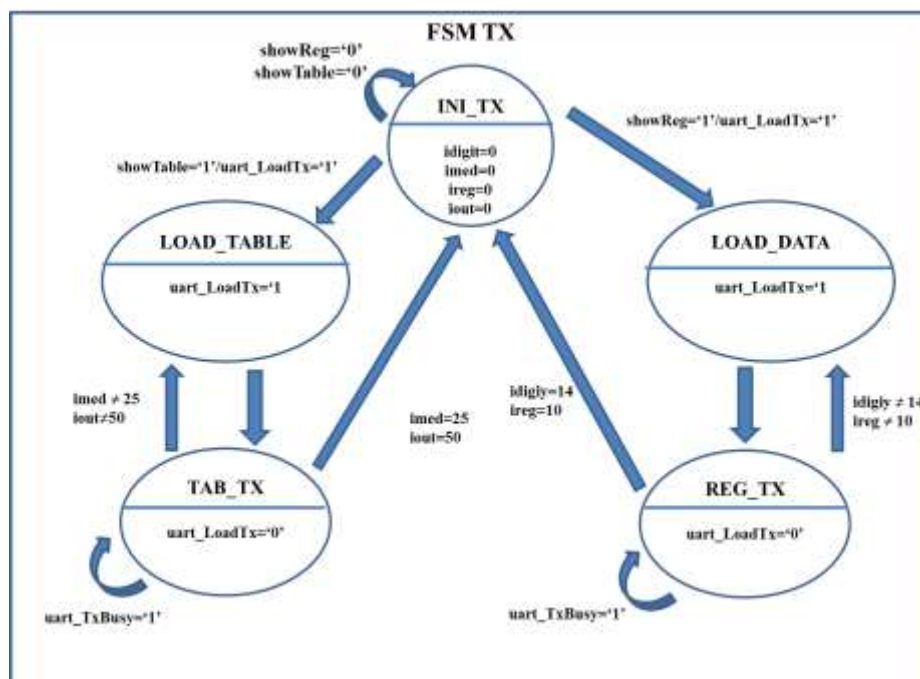 FSM TX
showReg=‘0’
showTable=‘0’
INI_TX
idigit=0
imed=0
ireg=0
iout=0
showReg=‘1’/uart_LoadTx=‘1’
showTable=‘1’/uart_LoadTx=‘1’
LOAD_TABLE
uart_LoadTx=‘1
LOAD_DATA
uart_LoadTx=‘1
imed ≠ 25
iout≠50
imed=25
iout=50
idigiy=14
ireg=10
idigiy ≠ 14
ireg ≠ 10
TAB_TX
uart_LoadTx=‘0’
REG_TX
uart_LoadTx=‘0’
uart_TxBusy=‘1’
uart_TxBusy=‘1’